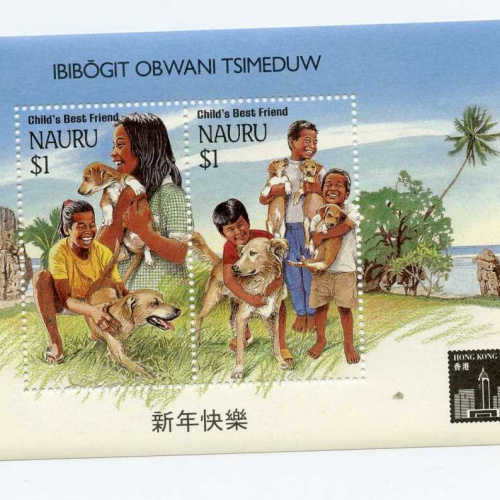 IBIBŌGIT OBWANI TSIMEDUW
Child's Best Friend
NAURU
$1
Child's Best Friend
NAURU
$1
新年快樂
HONG KONG
香港